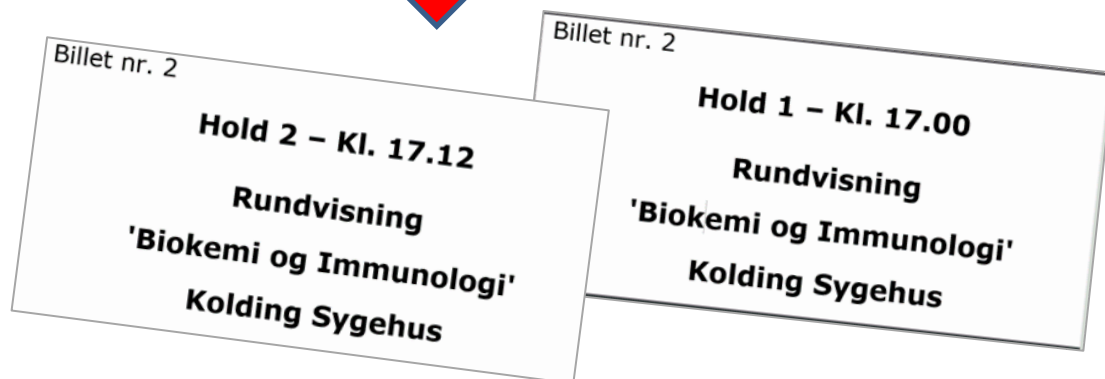 Billet nr. 2
Hold 2 – Kl. 17.12
Rundvisning
'Biokemi og Immunologi'
Kolding Sygehus
Billet nr. 2
Hold 1 – Kl. 17.00
Rundvisning
'Biokemi og Immunologi'
Kolding Sygehus